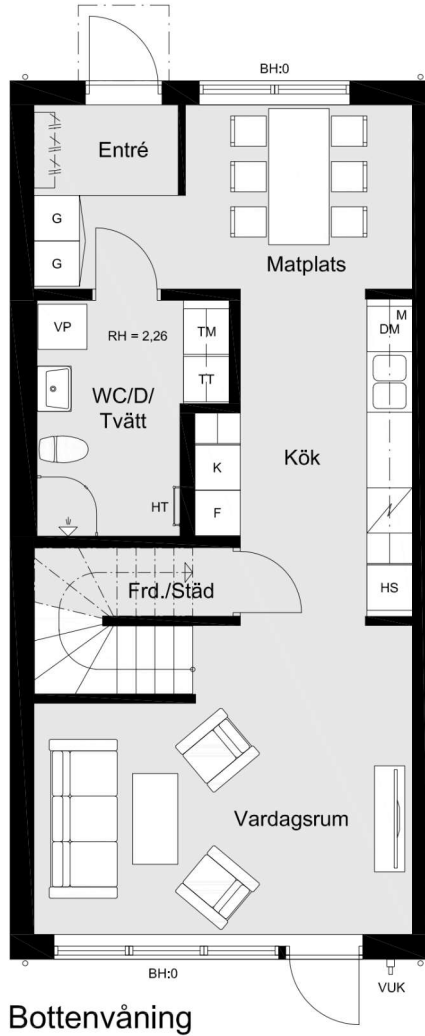 BH:0
Entré
G
G
Matplats
VP
RH = 2,26
TM
TT
M
DM
WC/D/
Tvätt
K
F
Kök
HT
Frd./Städ
HS
Vardagsrum
BH:0
VUK
Bottenvåning